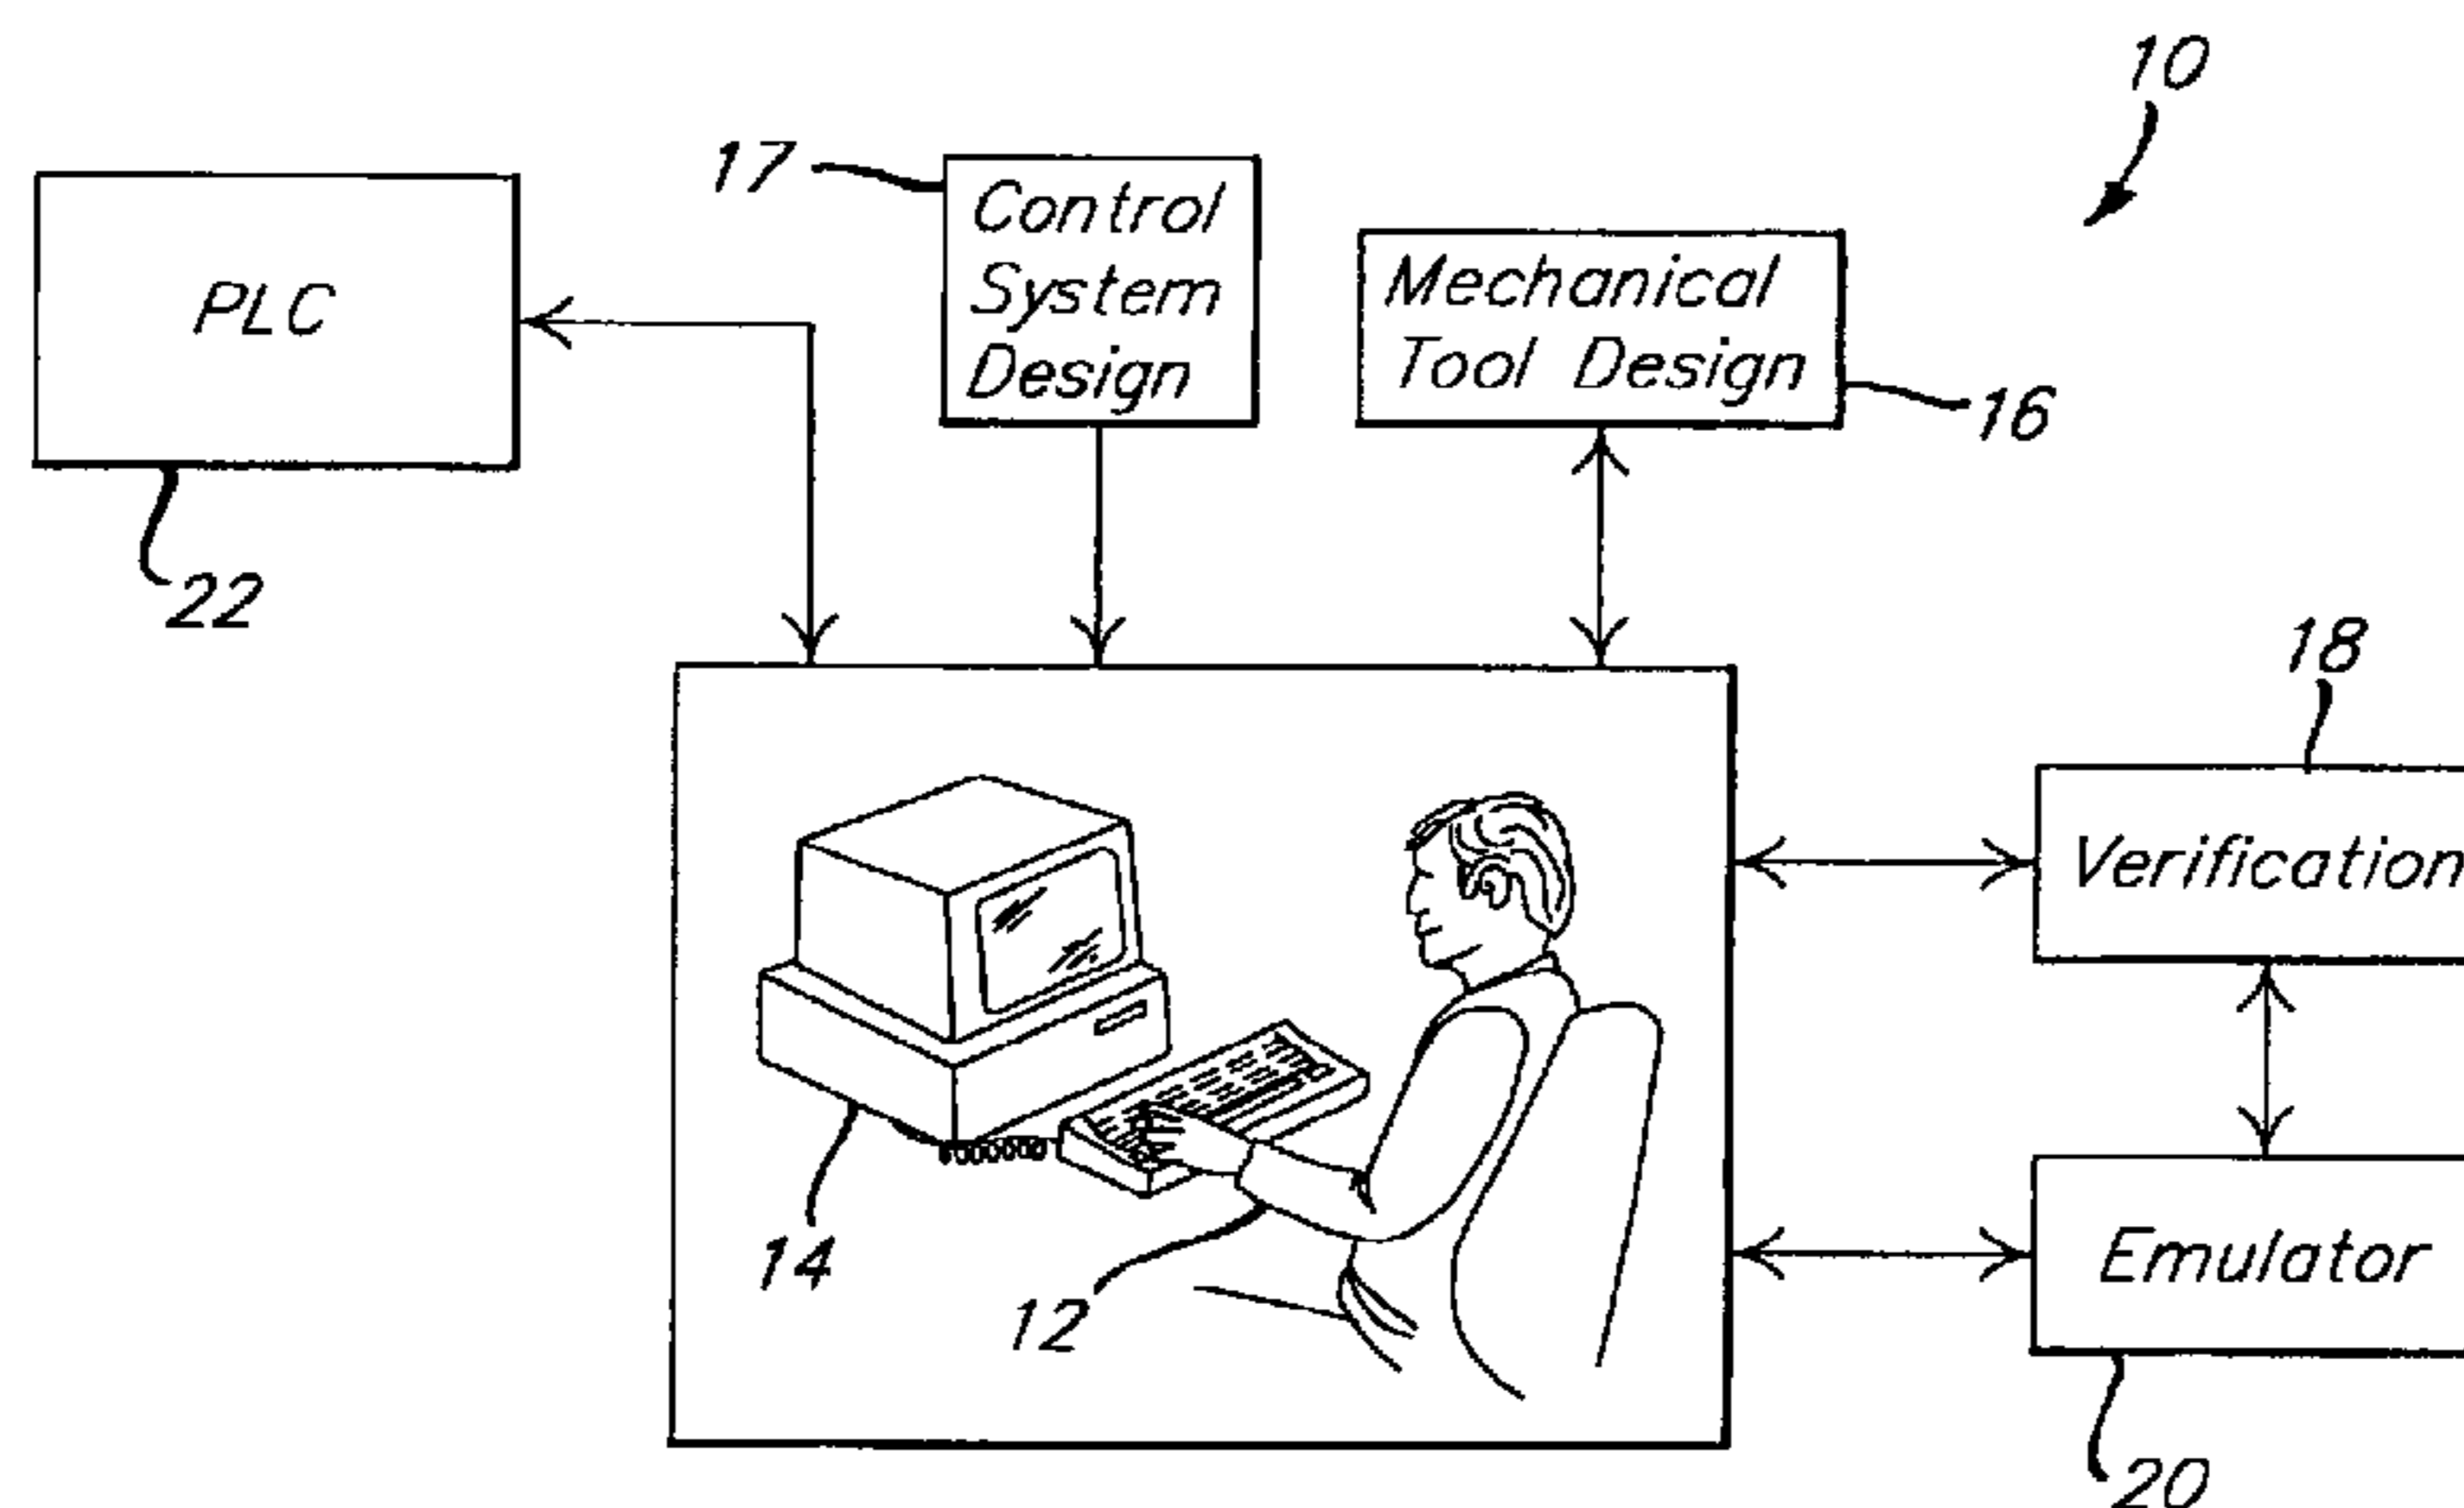 10
17
Control
System
Design
PLC
Mechanical
Tool Design
16
22
18
Verification
14
12
Emulator
20